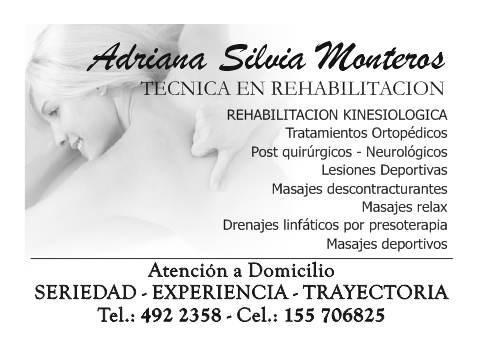 Adriana Silvia Monteros
TECNICA EN REHABILITACION
REHABILITACION KINESIOLOGICA
Tratamientos Ortopédicos
Post quirúrgicos - Neurológicos
Lesiones Deportivas
Masajes descontracturantes
Masajes relax
Drenajes linfáticos por presoterapia
Masajes deportivos
Atención a Domicilio
SERIEDAD - EXPERIENCIA - TRAYECTORIA
Tel.: 492 2358 - Cel.: 155 706825